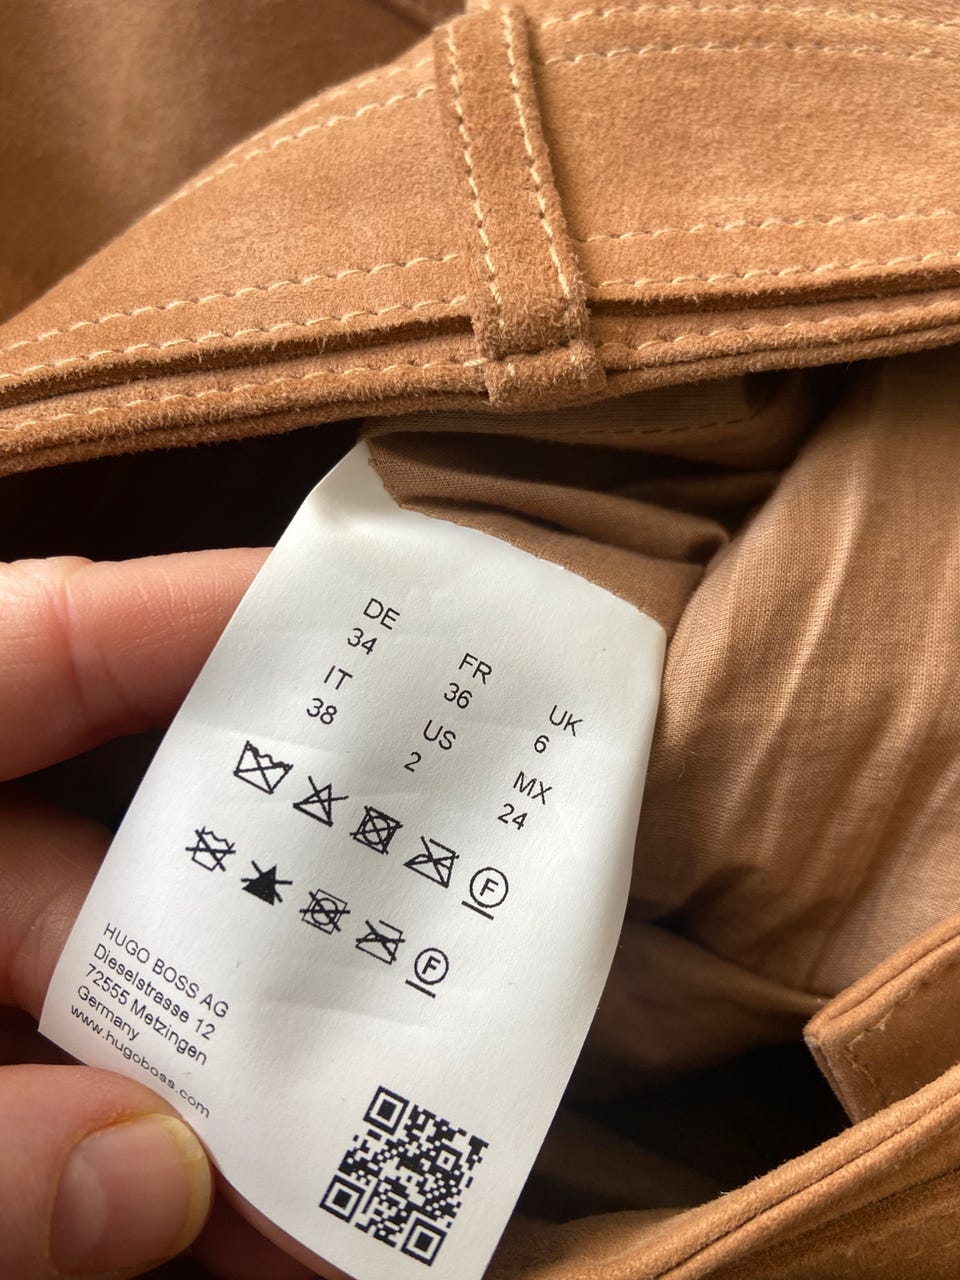 DE FR UK
34 36 6
IT US MX
38 2 24
F
F
HUGO BOSS AG
Dieselstrasse 12
72555 Metzingen
Germany
www.hugoboss.com